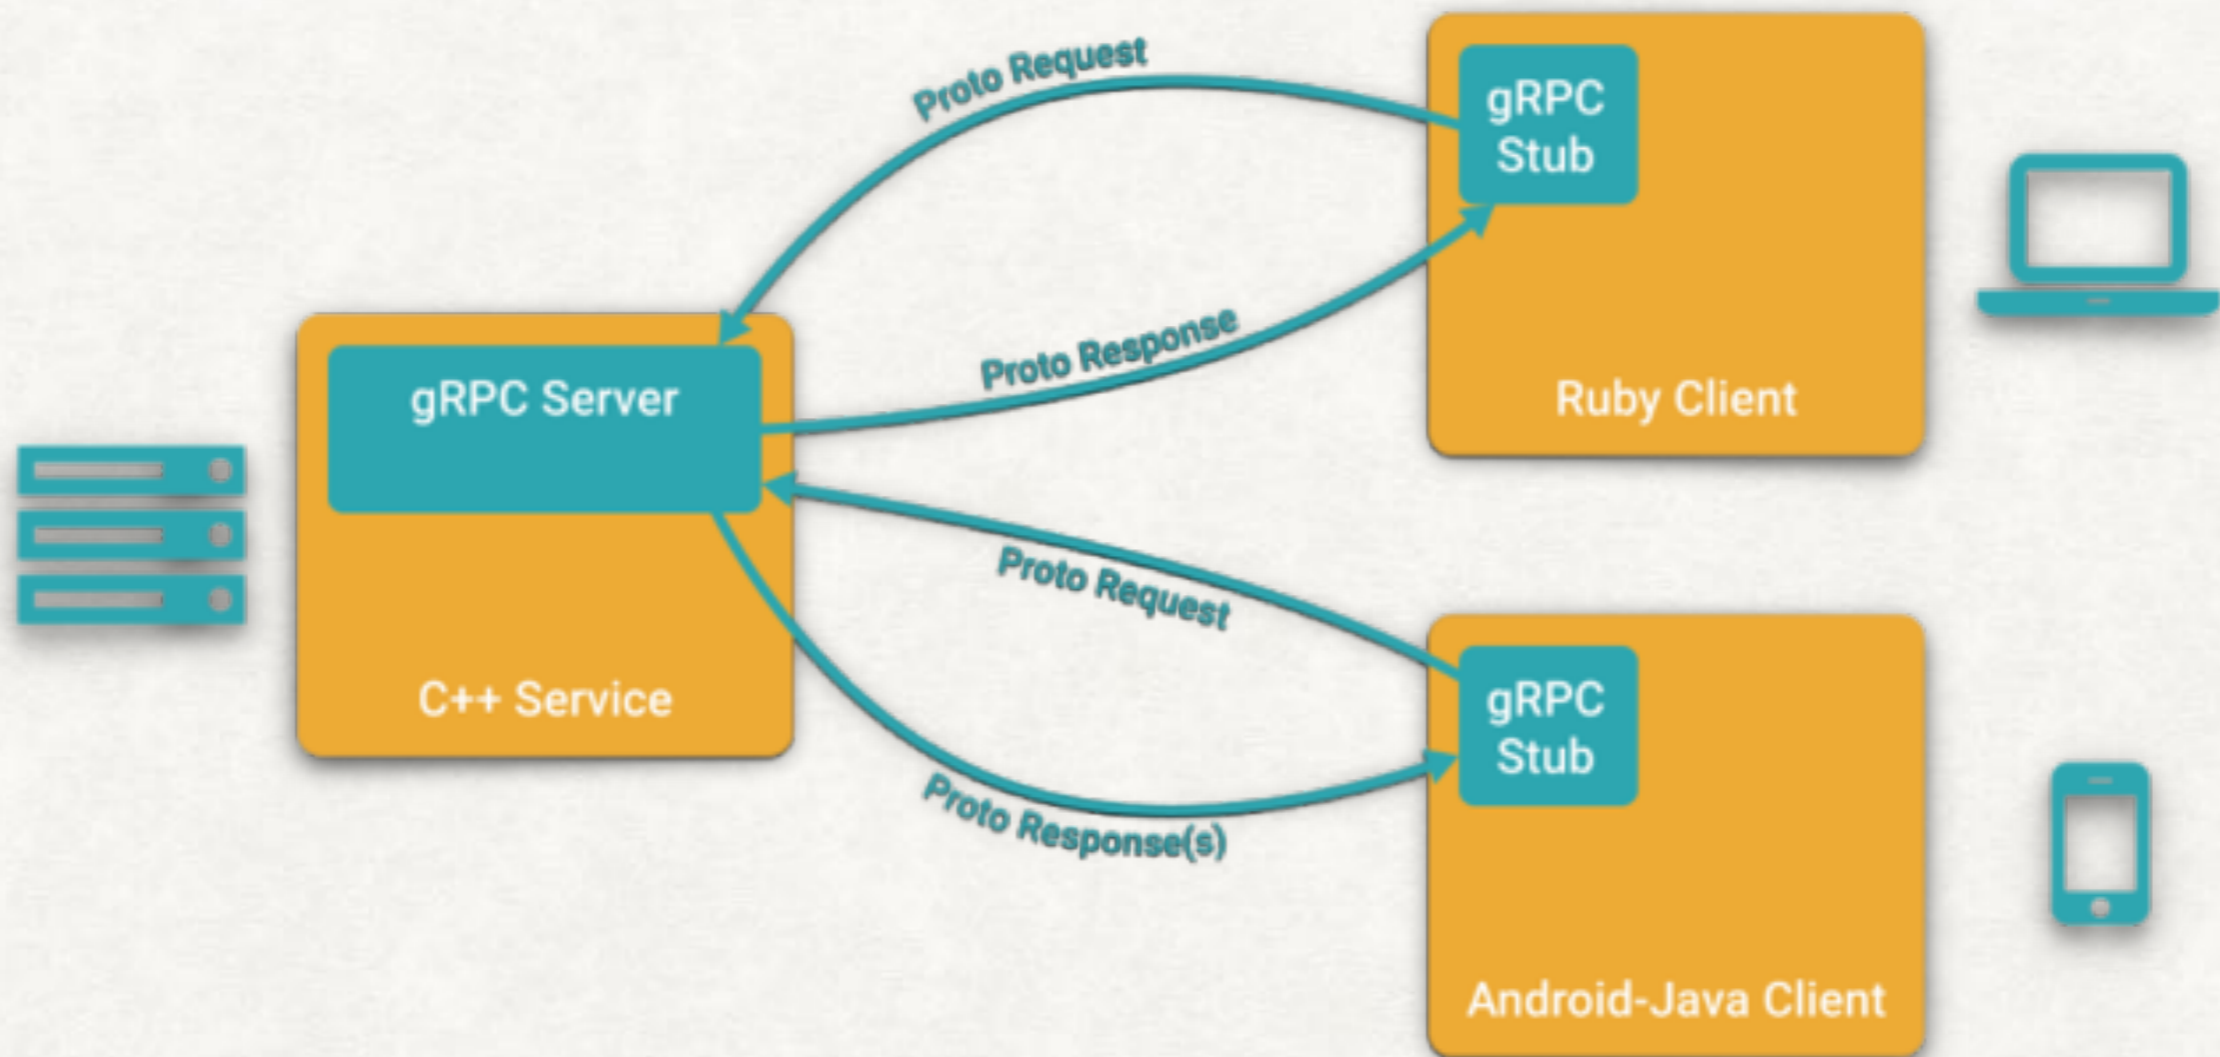 Proto Request
gRPC
Stub
Ruby Client
Proto Response
gRPC Server
C++ Service
Proto Request
gRPC
Stub
Proto Response(s)
Android-Java Client